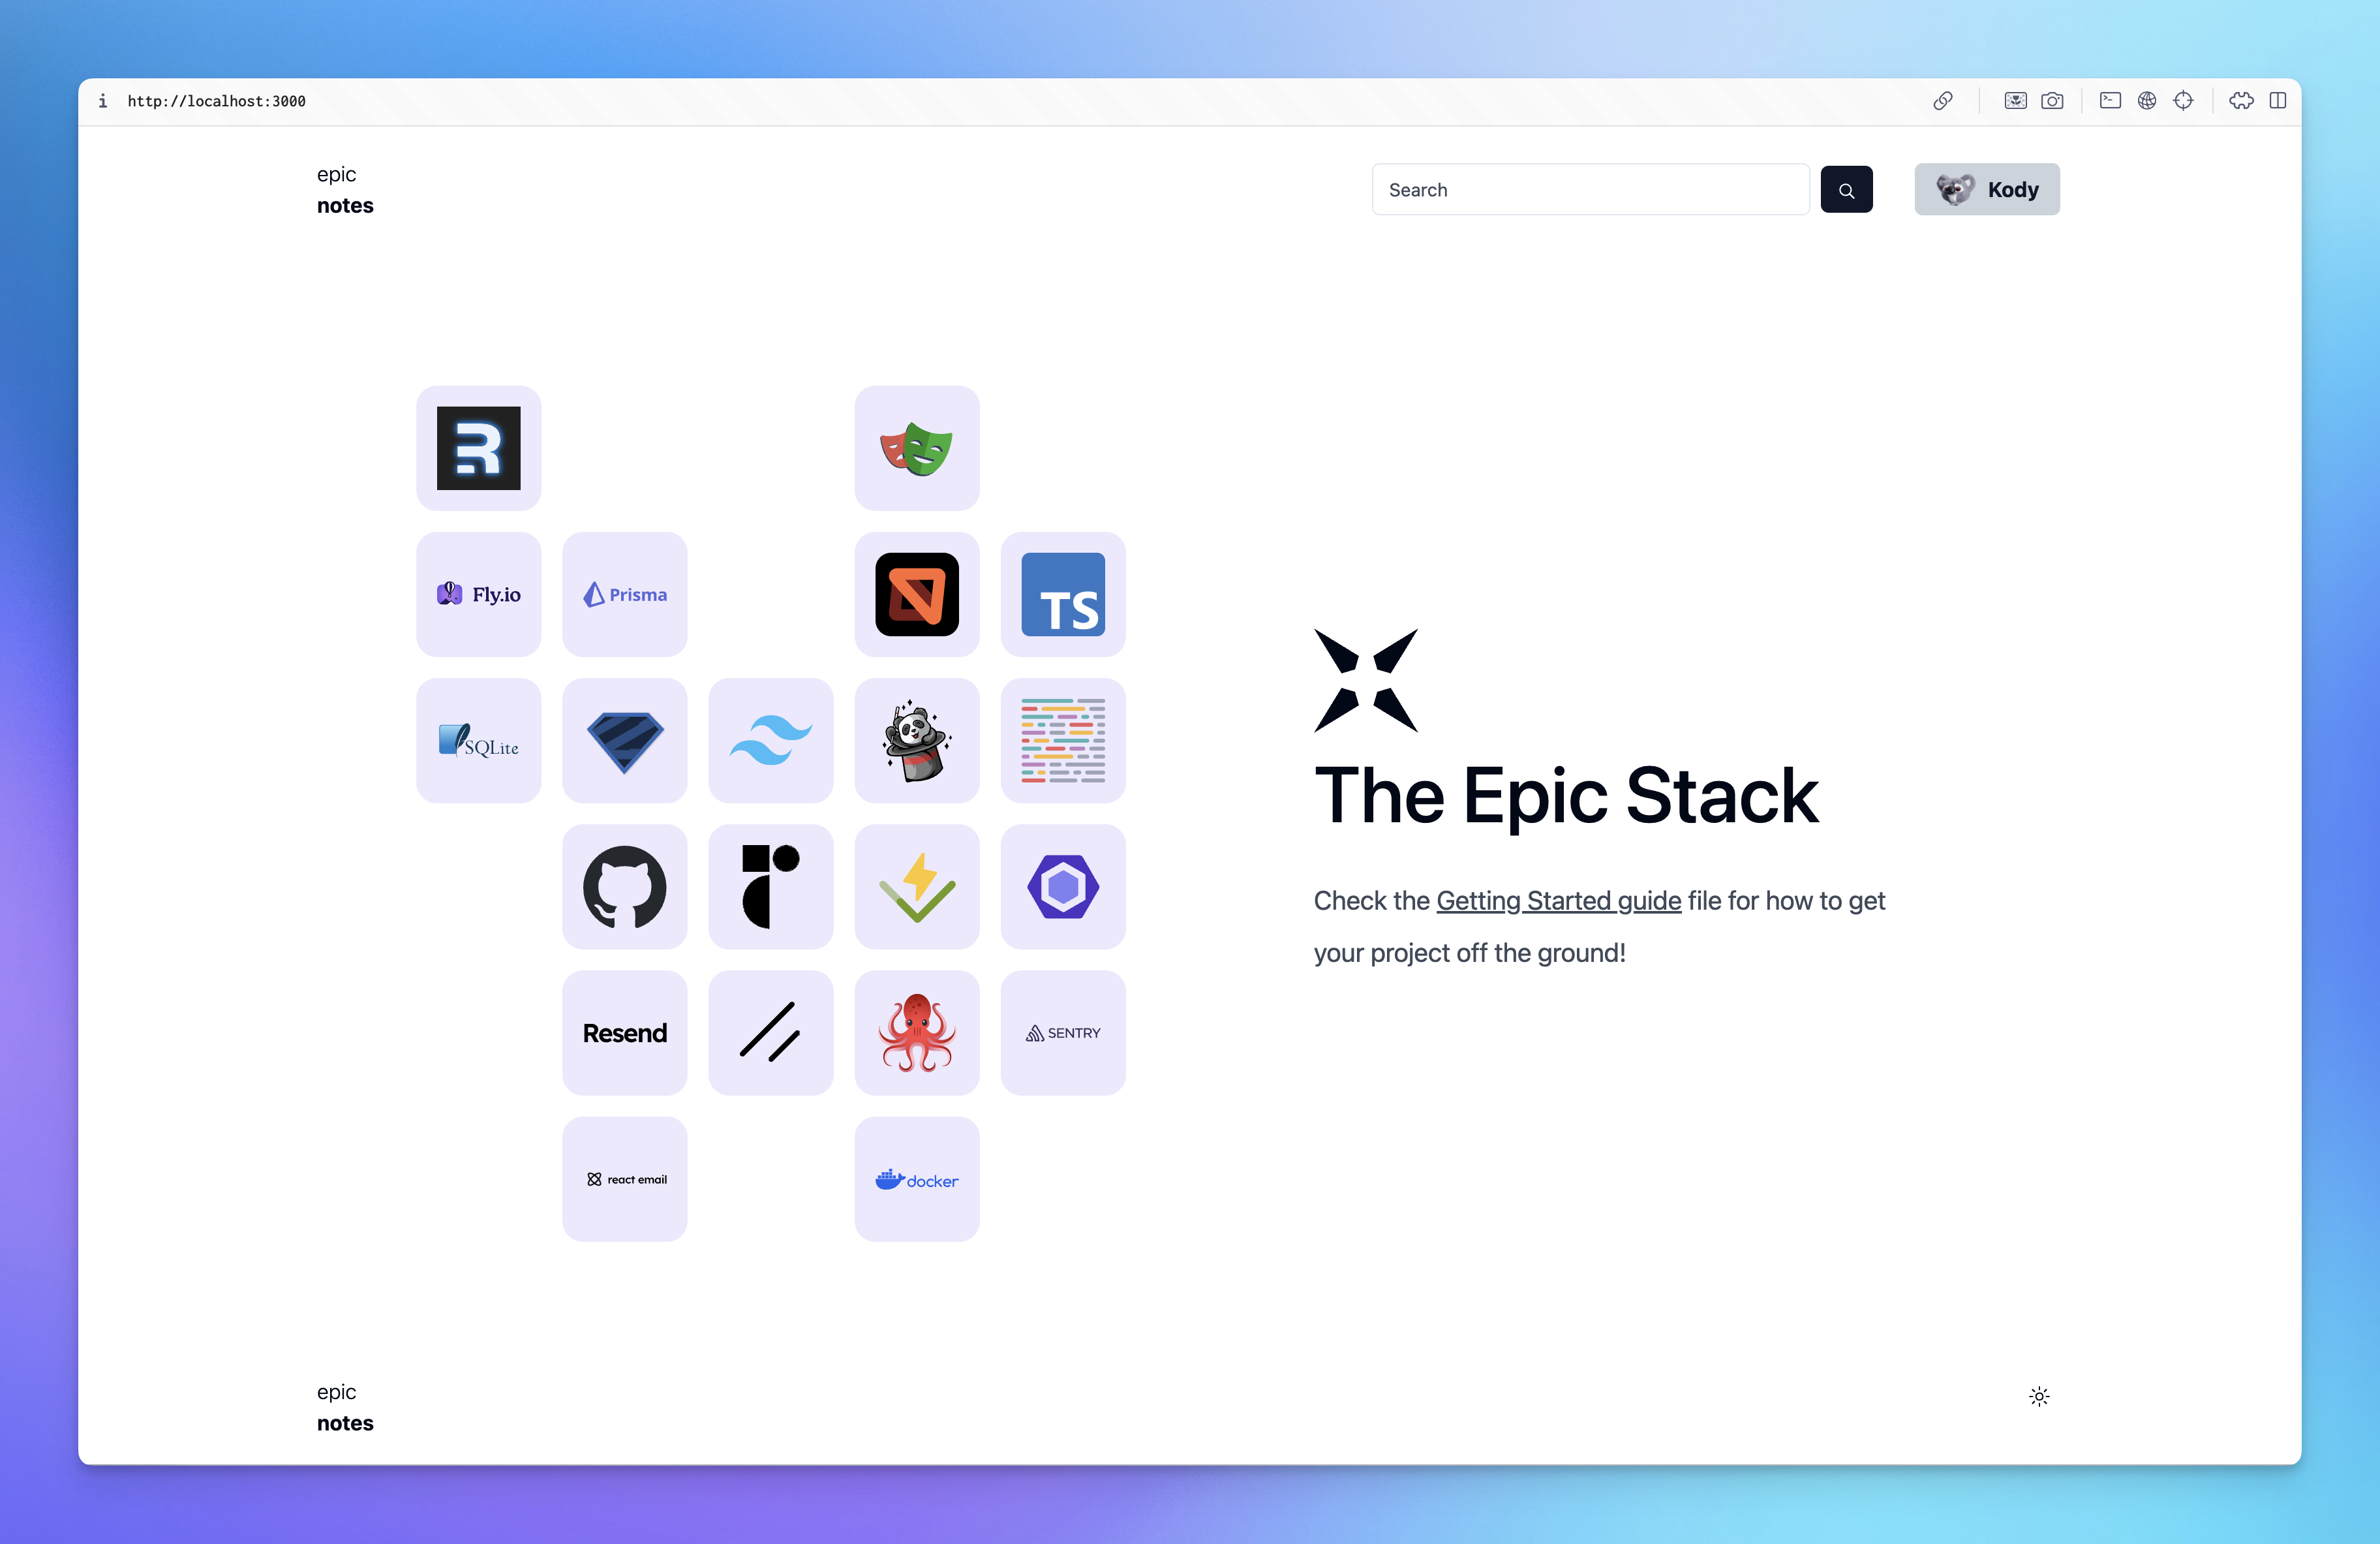 i http://localhost:3000
epic
notes
Search
Kody
Fly.io
Prisma
TS
SQLite
Resend
SENTRY
react email
docker
The Epic Stack
Check the Getting Started guide file for how to get
your project off the ground!
epic
notes